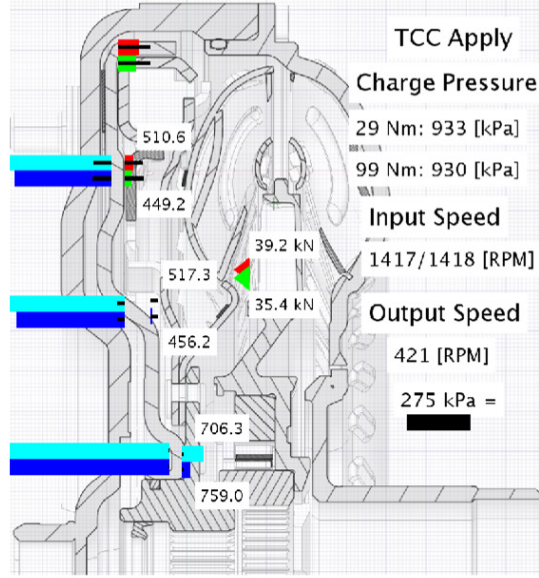 TCC Apply
Charge Pressure
29 Nm: 933 [kPa]
99 Nm: 930 [kPa]
Input Speed
1417/1418 [RPM]
Output Speed
421 [RPM]
275 kPa =
510.6
449.2
39.2 kN
517.3
35.4 kN
456.2
706.3
759.0